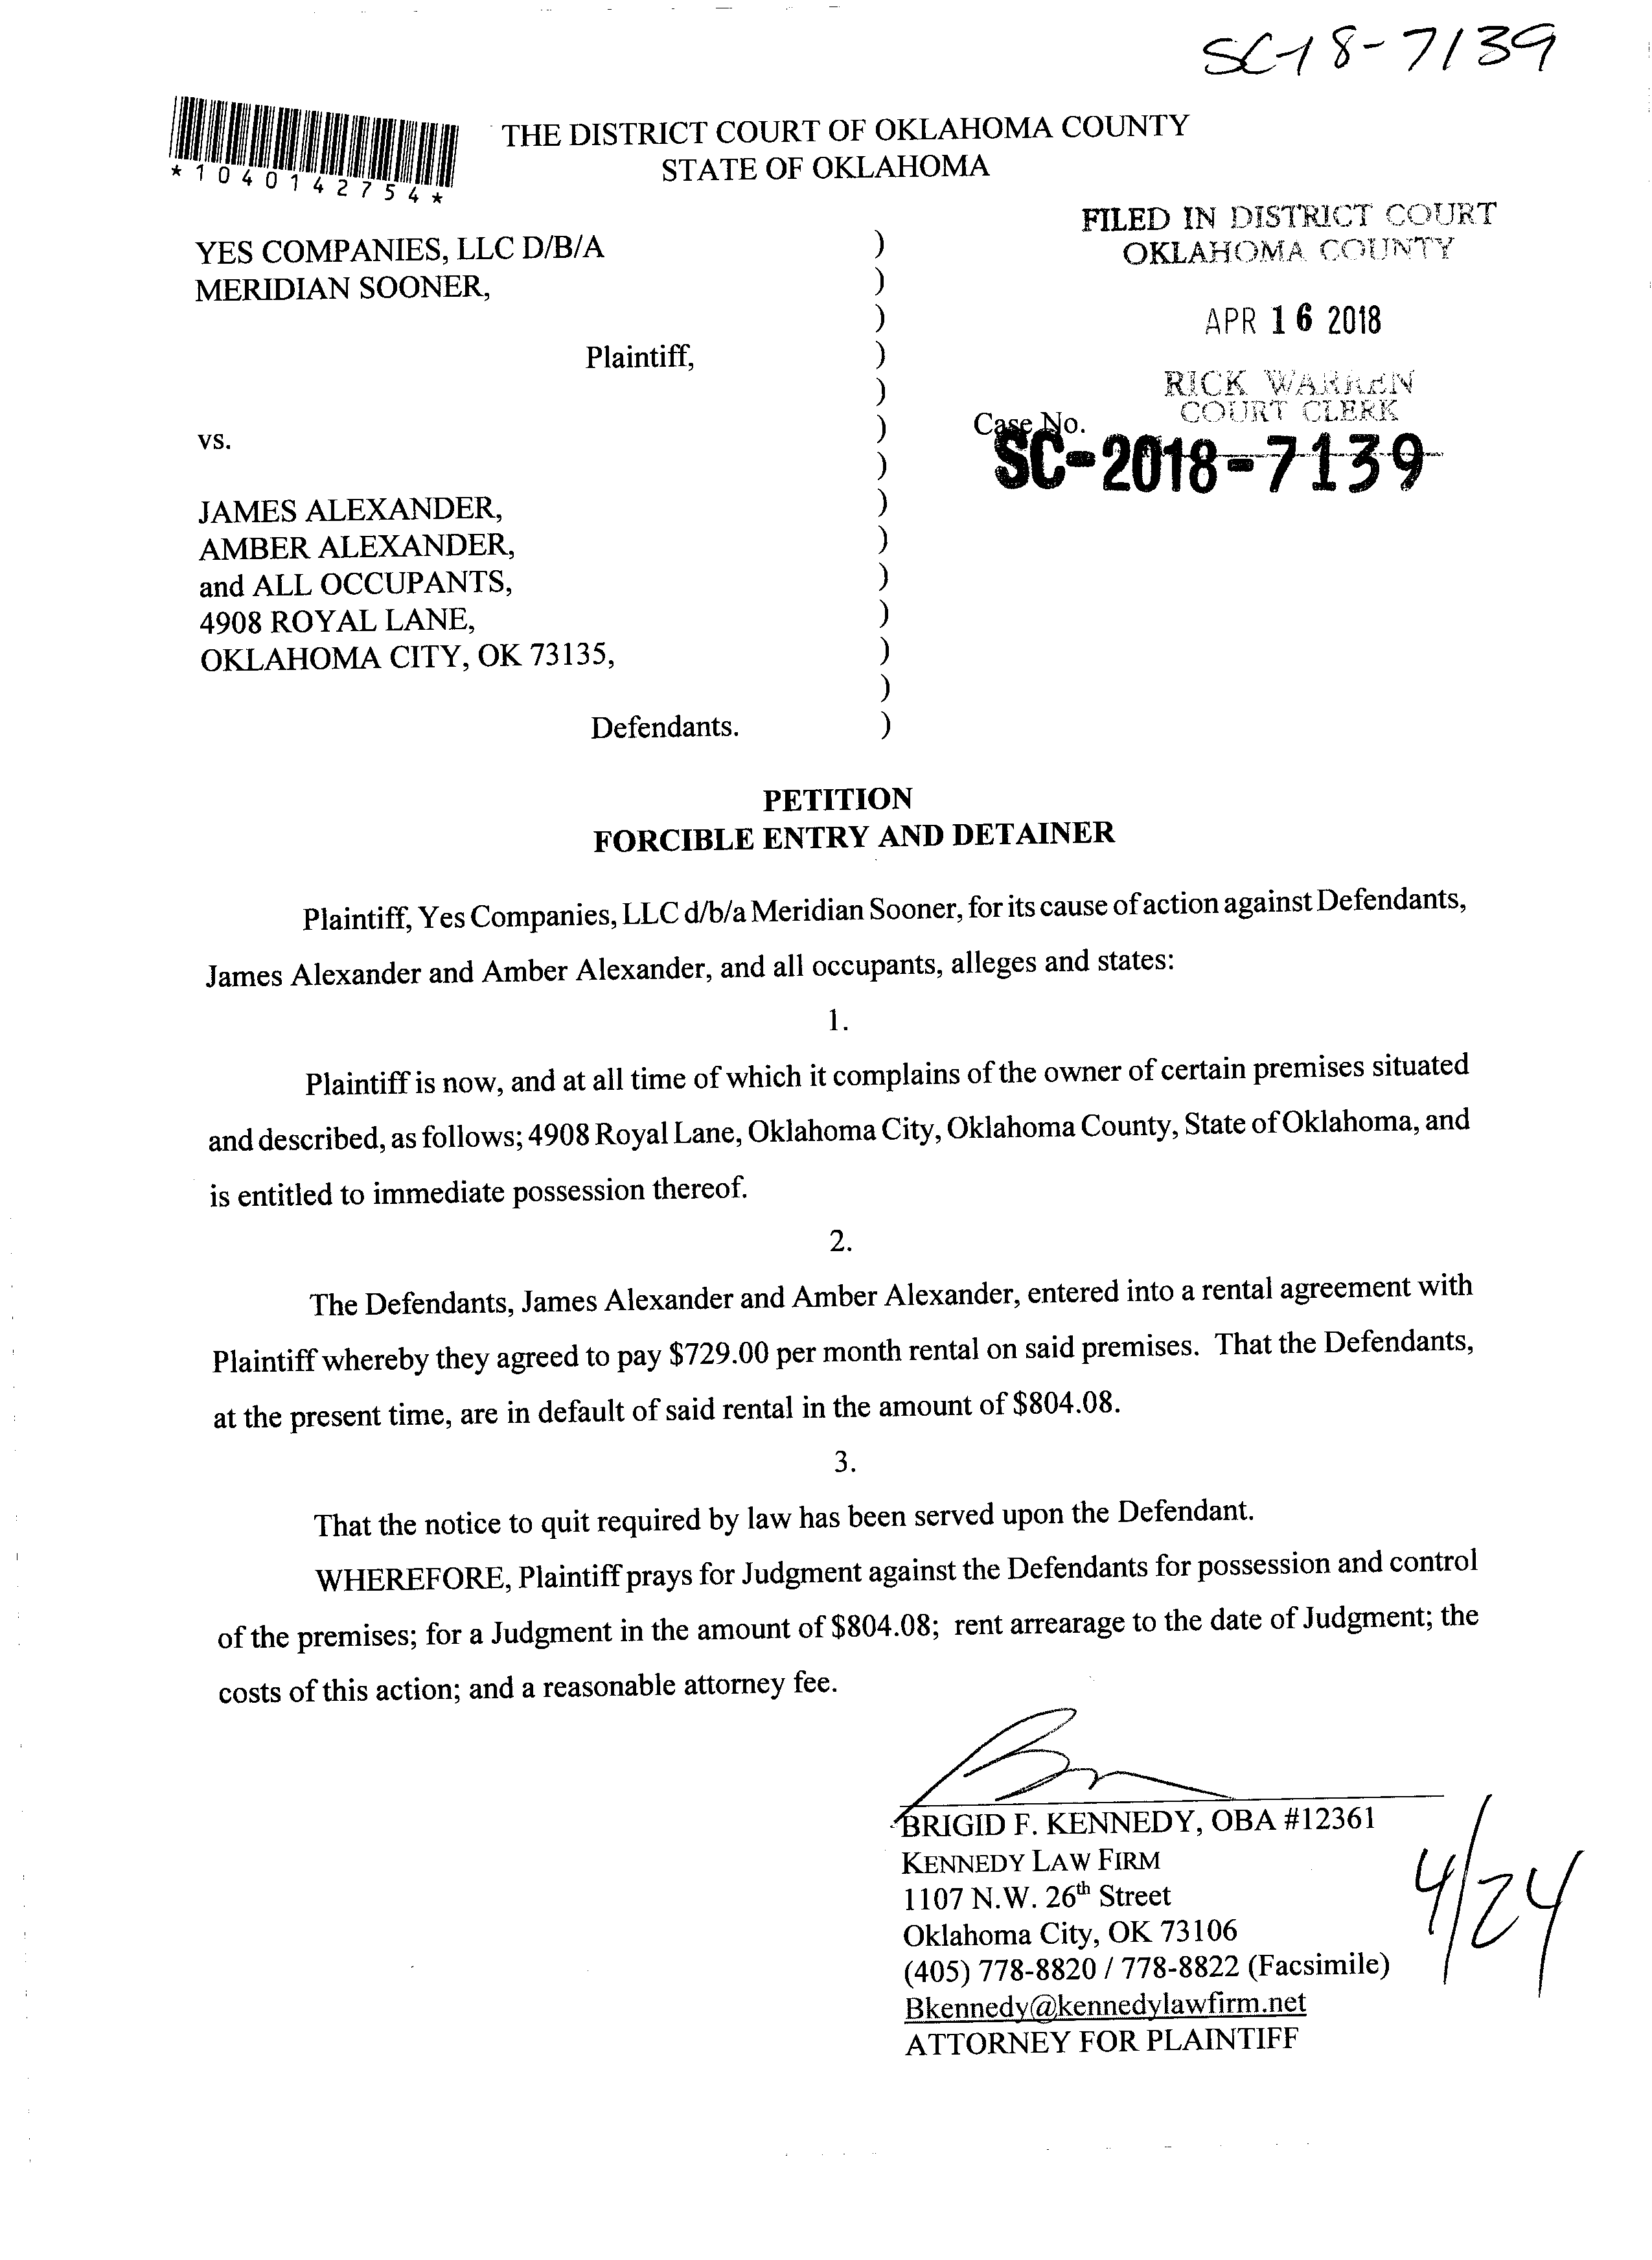 SC-18-7139
*1040142754*
THE DISTRICT COURT OF OKLAHOMA COUNTY
STATE OF OKLAHOMA
FILED IN DISTRICT COURT
OKLAHOMA COUNTY
YES COMPANIES, LLC D/B/A )
MERIDIAN SOONER, )
)
APR 16 2018
Plaintiff, )
)
RICK WARREN
COURT CLERK
Case No.
vs. )
SC-2018-7139
)
JAMES ALEXANDER, )
AMBER ALEXANDER, )
and ALL OCCUPANTS, )
4908 ROYAL LANE, )
OKLAHOMA CITY, OK 73135, )
)
Defendants. )
PETITION
FORCIBLE ENTRY AND DETAINER
Plaintiff, Yes Companies, LLC d/b/a Meridian Sooner, for its cause of action against Defendants,
James Alexander and Amber Alexander, and all occupants, alleges and states:
1.
Plaintiff is now, and at all time of which it complains of the owner of certain premises situated
and described, as follows; 4908 Royal Lane, Oklahoma City, Oklahoma County, State of Oklahoma, and
is entitled to immediate possession thereof.
2.
The Defendants, James Alexander and Amber Alexander, entered into a rental agreement with
Plaintiff whereby they agreed to pay $729.00 per month rental on said premises. That the Defendants,
at the present time, are in default of said rental in the amount of $804.08.
3.
That the notice to quit required by law has been served upon the Defendant.
WHEREFORE, Plaintiff prays for Judgment against the Defendants for possession and control
of the premises; for a Judgment in the amount of $804.08; rent arrearage to the date of Judgment; the
costs of this action; and a reasonable attorney fee.
BRIGID F. KENNEDY, OBA #12361
KENNEDY LAW FIRM
1107 N.W. 26th Street
Oklahoma City, OK 73106
(405) 778-8820 / 778-8822 (Facsimile)
Bkennedy@kennedylawfirm.net
ATTORNEY FOR PLAINTIFF
4/24